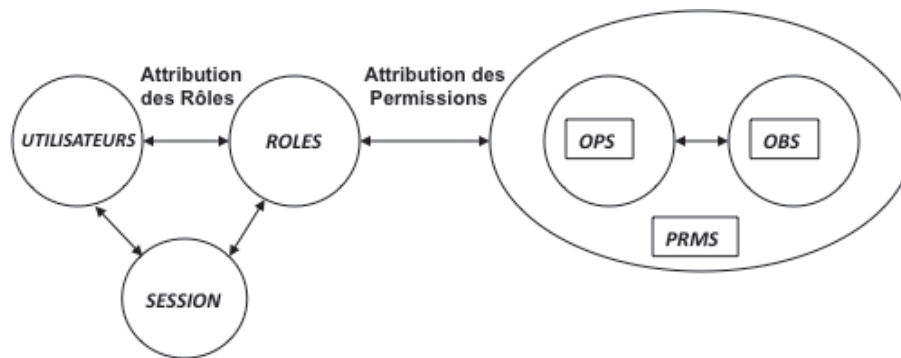 Attribution
des Rôles
Attribution des
Permissions
UTILISATEURS
ROLES
OPS
OBS
PRMS
SESSION